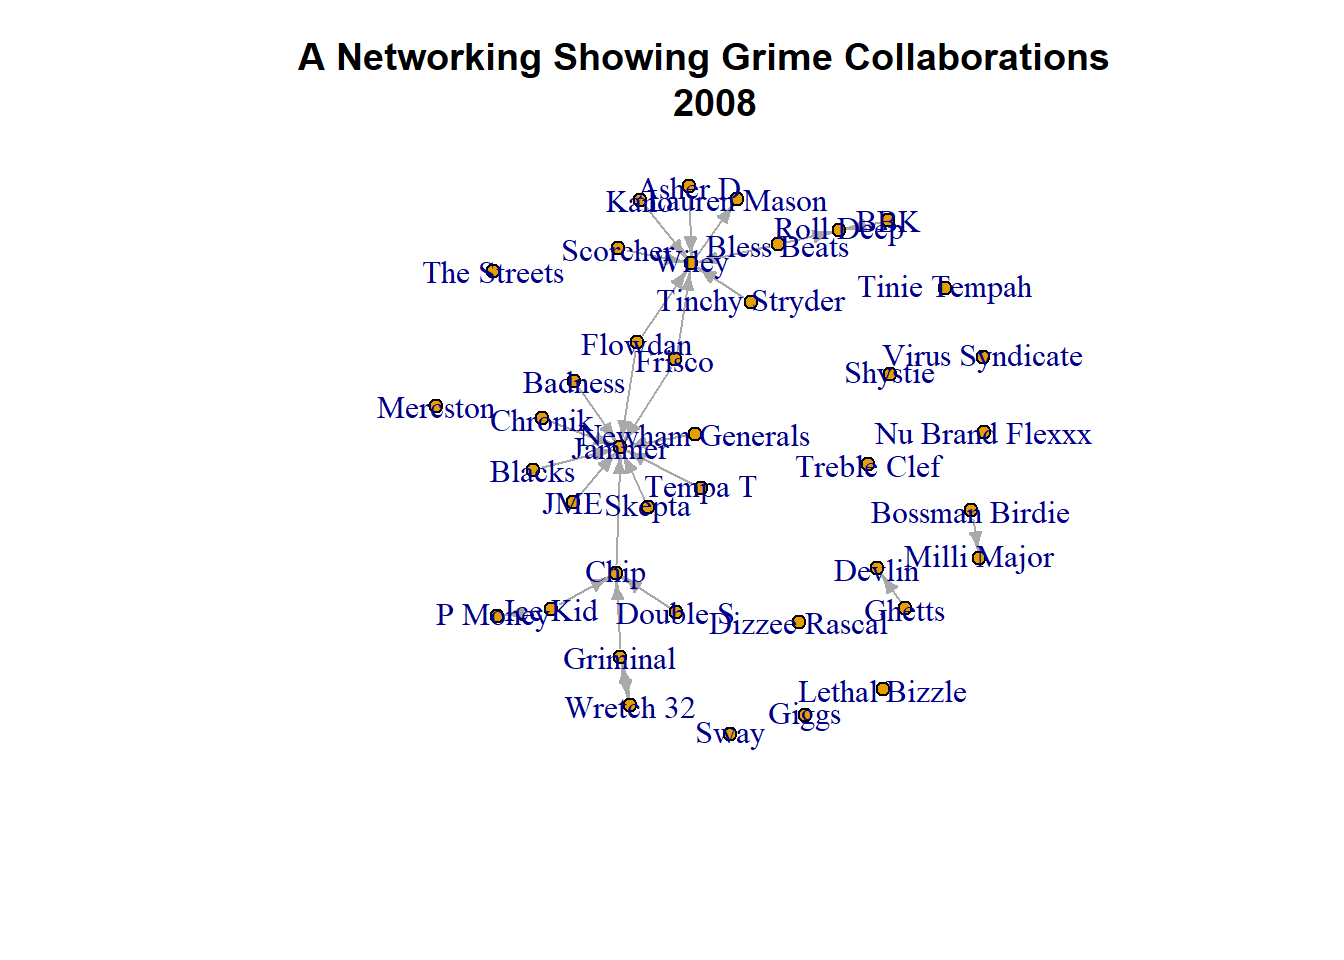 A Networking Showing Grime Collaborations
2008
Asher D
Kano
Lauren Mason
BBK
Roll Deep
Bless Beats
Scorcher
Wiley
The Streets
Tinie Tempah
Tinchy Stryder
Flowdan
Frisco
Virus Syndicate
Shystie
Badness
Mereston
Chronik
Newham Generals
Nu Brand Flexxx
Jammer
Treble Clef
Blacks
Tempa T
JME
Skepta
Bossman Birdie
Milli Major
Devlin
Chip
P Money
Ice Kid
Double S
Ghetts
Dizzee Rascal
Griminal
Lethal Bizzle
Wretch 32
Giggs
Sway